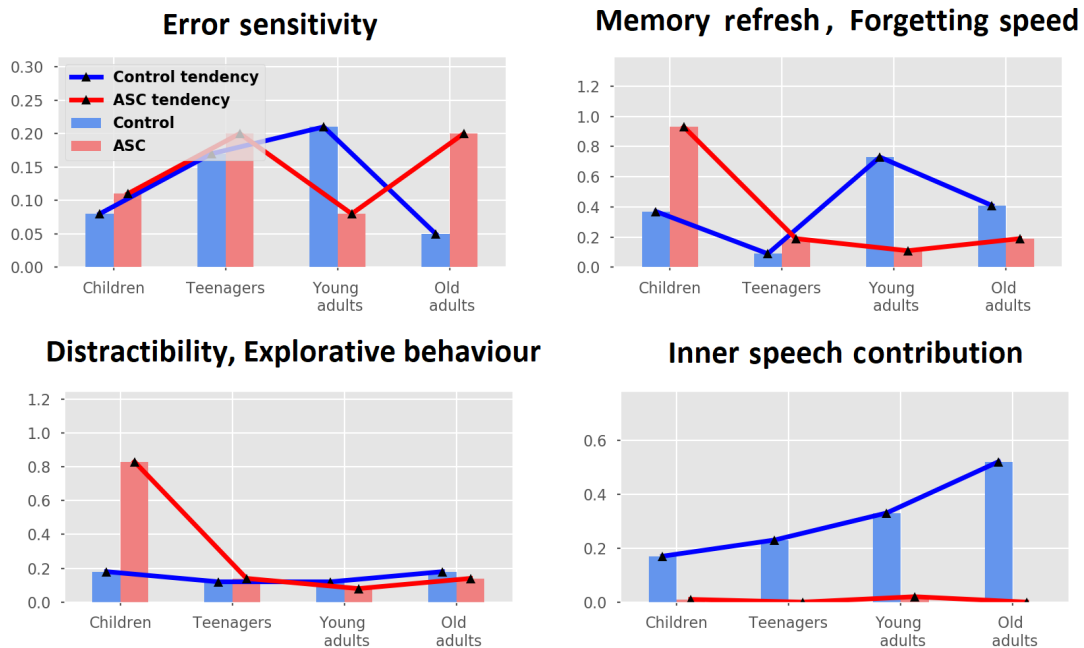 Error sensitivity
0.30
0.25
0.20
0.15
0.10
0.05
0.00
Control tendency
ASC tendency
Control
ASC
Children
Teenagers
Young
adults
Old
adults
Memory refresh, Forgetting speed
1.2
1.0
0.8
0.6
0.4
0.2
0.0
Children
Teenagers
Young
adults
Old
adults
Distractibility, Explorative behaviour
1.2
1.0
0.8
0.6
0.4
0.2
0.0
Children
Teenagers
Young
adults
Old
adults
Inner speech contribution
0.6
0.4
0.2
0.0
Children
Teenagers
Young
adults
Old
adults